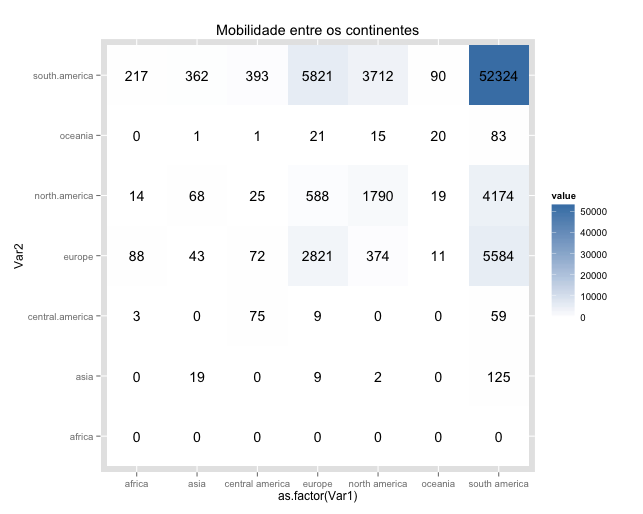 Mobilidade entre os continentes
south.america 217 362 393 5821 3712 90 52324
oceania 0 1 1 21 15 20 83
north.america 14 68 25 588 1790 19 4174
europe 88 43 72 2821 374 11 5584
central.america 3 0 75 9 0 0 59
asia 0 19 0 9 2 0 125
africa 0 0 0 0 0 0 0
africa asia central america europe north america oceania south america
as.factor(Var1)
Var2
value
50000
40000
30000
20000
10000
0